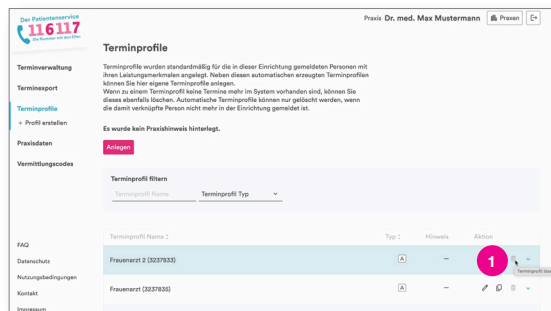 Der Patientenservice
116117
Die Nummer mit den Elfen
Praxis Dr. med. Max Mustermann
Praxen
Terminprofile
Terminverwaltung
Terminexport
Terminprofile
+ Profil erstellen
Praxisdaten
Vermittlungscodes
Terminprofile wurden standardmäßig für die in dieser Einrichtung gemeldeten Personen mit
ihren Leistungsmerkmalen angelegt. Neben diesen automatischen erzeugten Terminprofilen
können Sie hier eigene Terminprofile anlegen.
Wenn zu einem Terminprofil keine Termine mehr im System vorhanden sind, können Sie
dieses ebenfalls löschen. Automatische Terminprofile können nur gelöscht werden, wenn
die damit verknüpfte Person nicht mehr in der Einrichtung gemeldet ist.
Es wurde kein Praxishinweis hinterlegt.
Anlegen
Terminprofil filtern
Terminprofil Name
Terminprofil Typ
Terminprofil Name Typ Hinweis Aktion
Frauenarzt 2 (3237833) A – 1
Terminprofil lösc
Frauenarzt (3237835) A –
FAQ
Datenschutz
Nutzungsbedingungen
Kontakt
Impressum